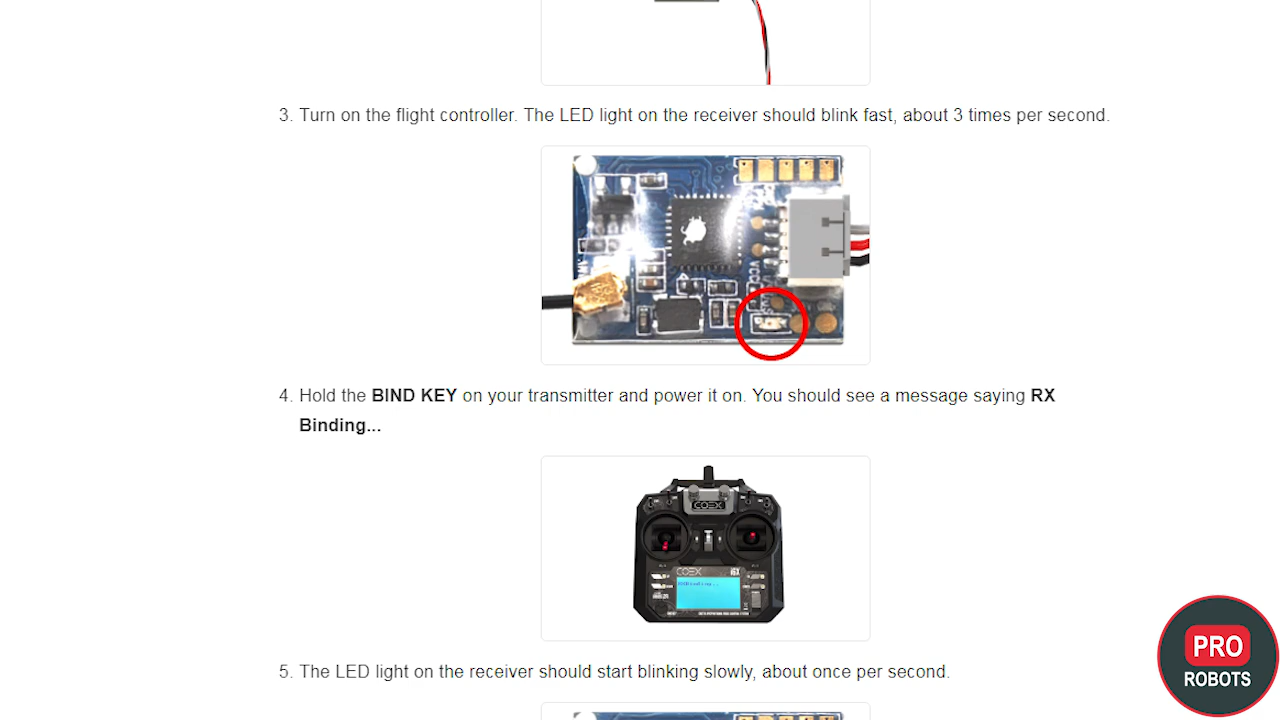 3. Turn on the flight controller. The LED light on the receiver should blink fast, about 3 times per second.
VCC
4. Hold the BIND KEY on your transmitter and power it on. You should see a message saying RX
Binding...
COEX
COEX
5. The LED light on the receiver should start blinking slowly, about once per second.
PRO
ROBOTS